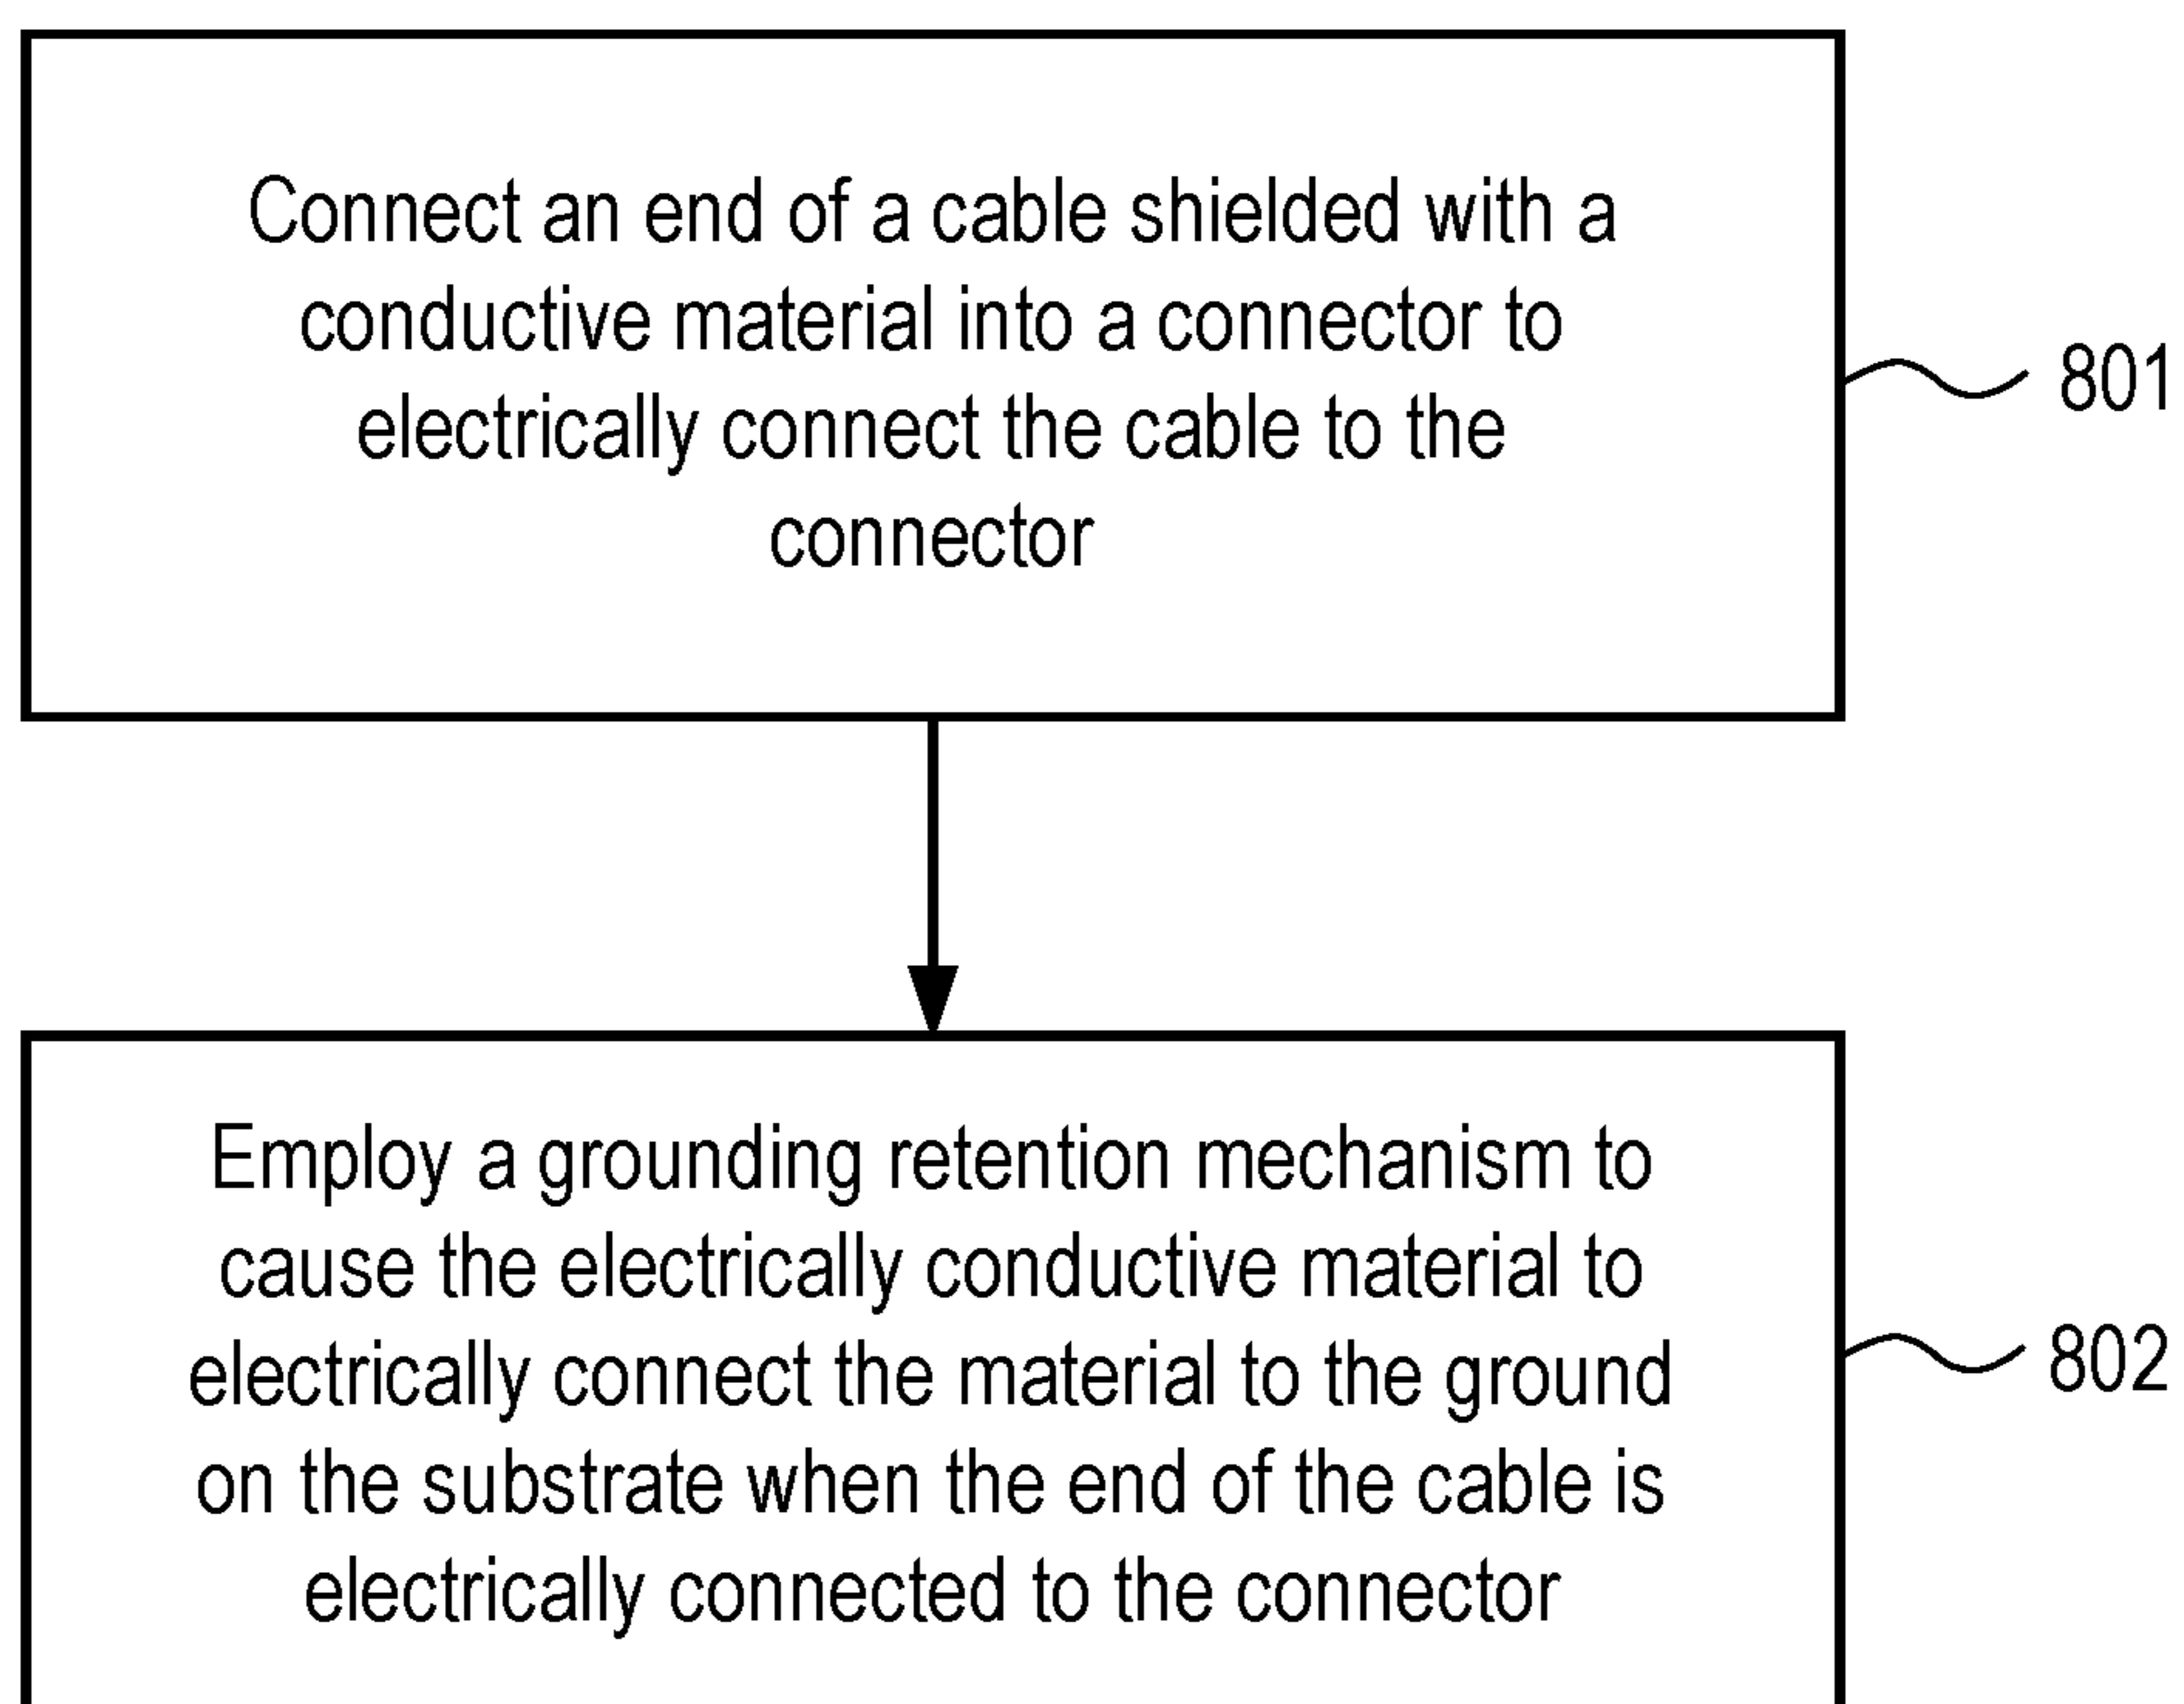 Connect an end of a cable shielded with a
conductive material into a connector to
electrically connect the cable to the
connector
801
Employ a grounding retention mechanism to
cause the electrically conductive material to
electrically connect the material to the ground
on the substrate when the end of the cable is
electrically connected to the connector
802